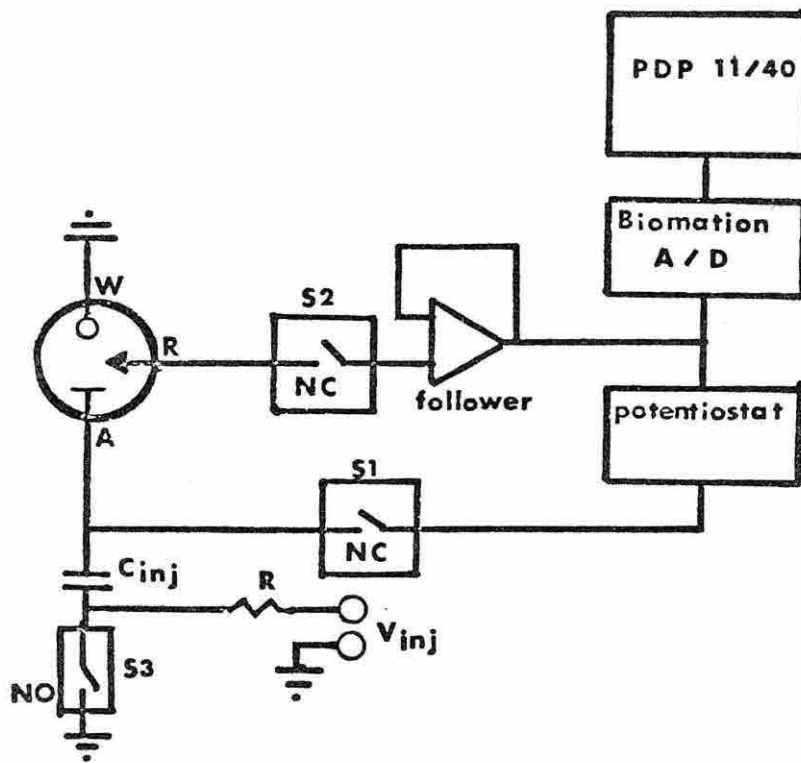 PDP 11/40
Biomation
A/D
W
S2
R
NC
follower
potentiostat
A
S1
NC
Cinj
R
Vinj
S3
NO